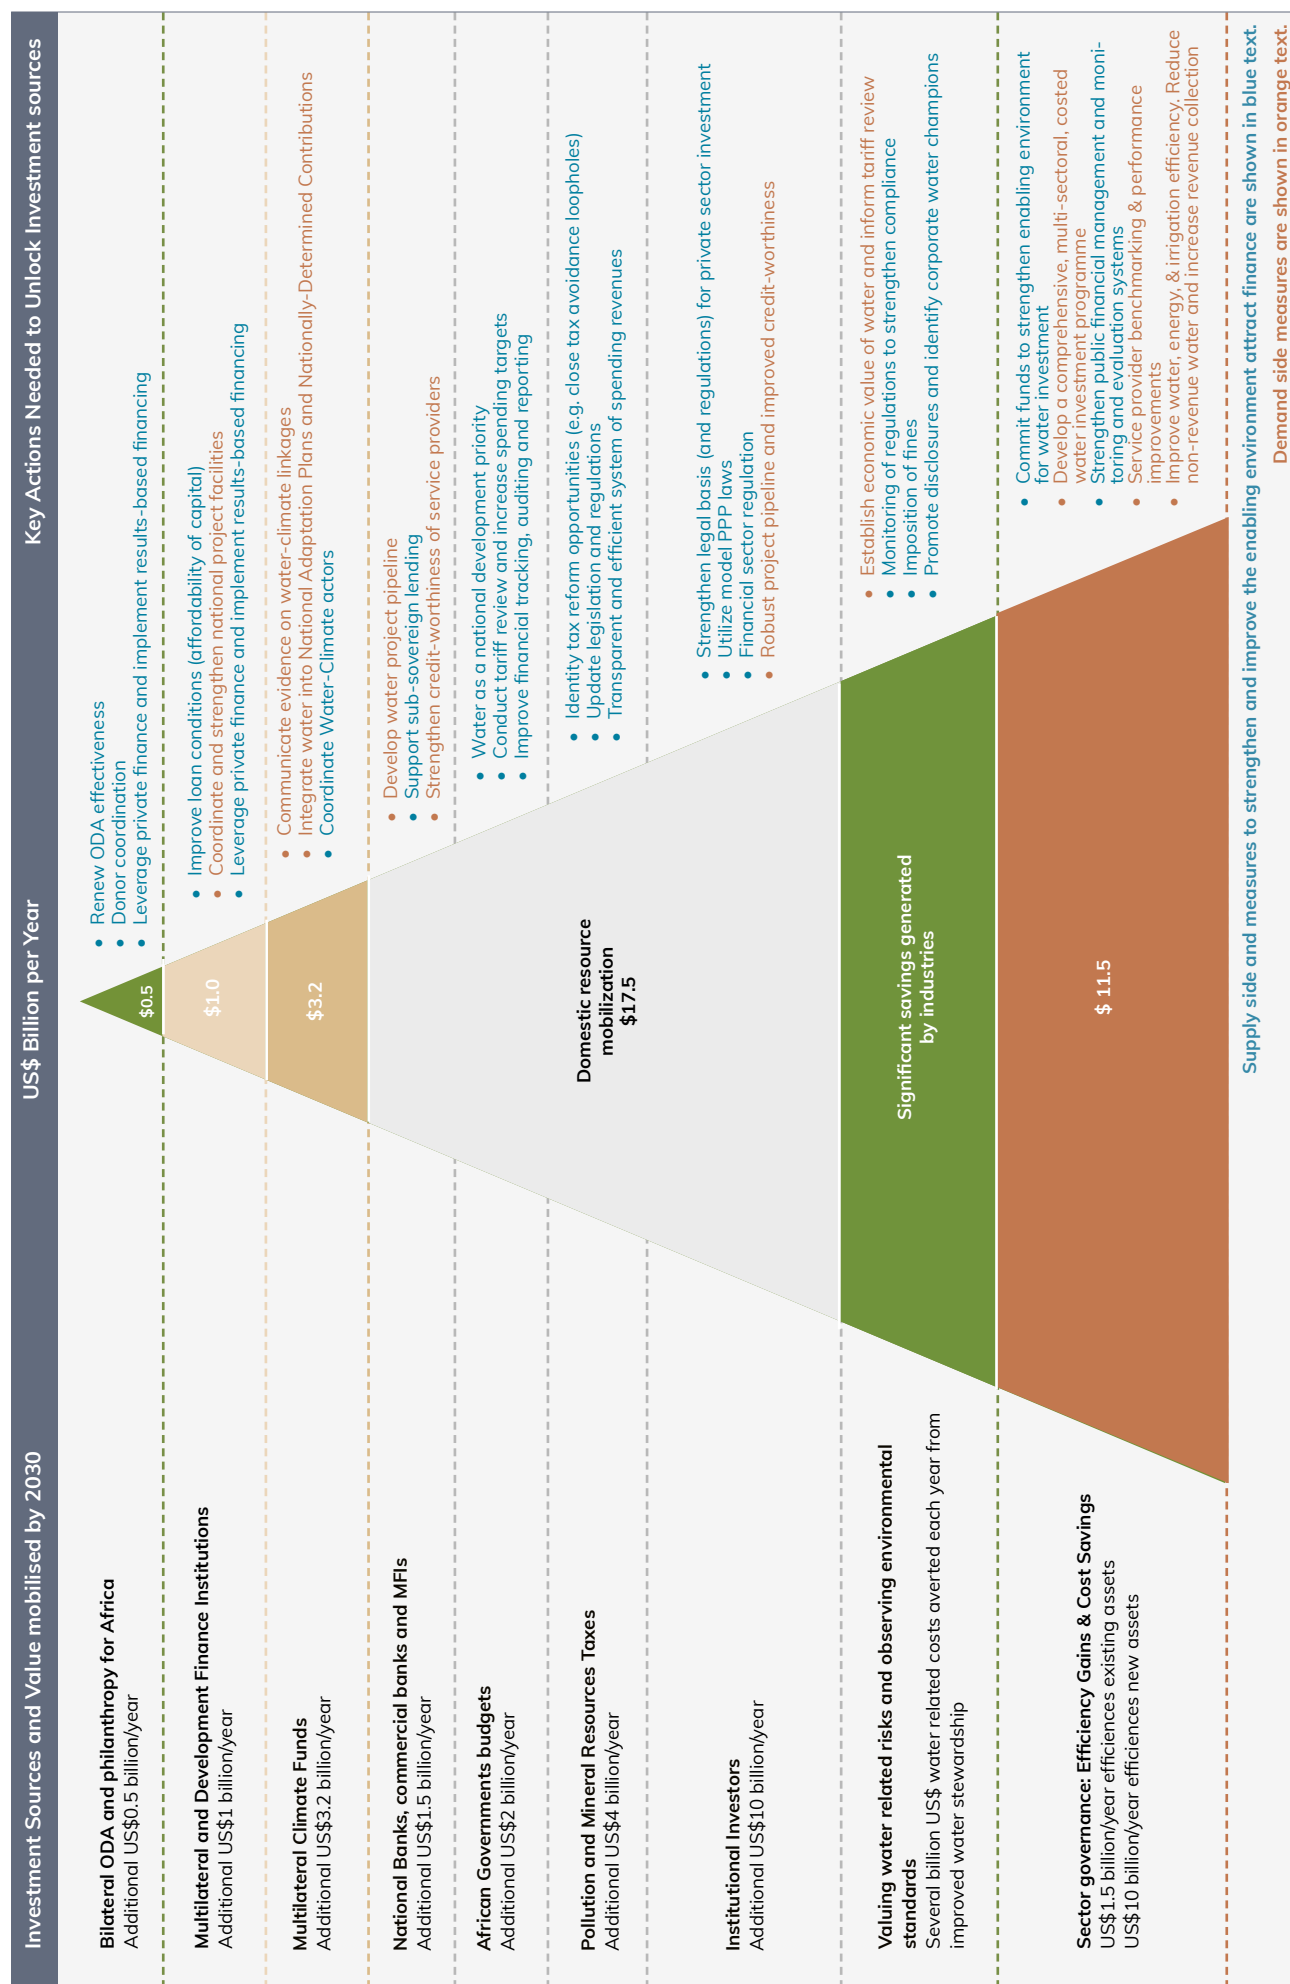 Investment Sources and Value mobilised by 2030
US$ Billion per Year
Key Actions Needed to Unlock Investment sources
Bilateral ODA and philanthropy for Africa
Additional US$0.5 billion/year
$0.5
Renew ODA effectiveness
Donor coordination
Leverage private finance and implement results-based financing
Multilateral and Development Finance Institutions
Additional US$1 billion/year
$1.0
Improve loan conditions (affordability of capital)
Coordinate and strengthen national project facilities
Leverage private finance and implement results-based financing
Multilateral Climate Funds
Additional US$3.2 billion/year
$3.2
Communicate evidence on water-climate linkages
Integrate water into National Adaptation Plans and Nationally-Determined Contributions
Coordinate Water-Climate actors
National Banks, commercial banks and MFIs
Additional US$1.5 billion/year
Develop water project pipeline
Support sub-sovereign lending
Strengthen credit-worthiness of service providers
African Governments budgets
Additional US$2 billion/year
Water as a national development priority
Conduct tariff review and increase spending targets
Improve financial tracking, auditing and reporting
Pollution and Mineral Resources Taxes
Additional US$4 billion/year
Domestic resource
mobilization
$17.5
Identity tax reform opportunities (e.g. close tax avoidance loopholes)
Update legislation and regulations
Transparent and efficient system of spending revenues
Institutional Investors
Additional US$10 billion/year
Strengthen legal basis (and regulations) for private sector investment
Utilize model PPP laws
Financial sector regulation
Robust project pipeline and improved credit-worthiness
Valuing water related risks and observing environmental
standards
Several billion US$ water related costs averted each year from
improved water stewardship
Significant savings generated
by industries
Establish economic value of water and inform tariff review
Monitoring of regulations to strengthen compliance
Imposition of fines
Promote disclosures and identify corporate water champions
Sector governance: Efficiency Gains & Cost Savings
US$1.5 billion/year efficiences existing assets
US$10 billion/year efficiences new assets
$ 11.5
Commit funds to strengthen enabling environment
for water investment
Develop a comprehensive, multi-sectoral, costed
water investment programme
Strengthen public financial management and moni-
toring and evaluation systems
Service provider benchmarking & performance
improvements
Improve water, energy, & irrigation efficiency. Reduce
non-revenue water and increase revenue collection
Supply side and measures to strengthen and improve the enabling environment attract finance are shown in blue text.
Demand side measures are shown in orange text.